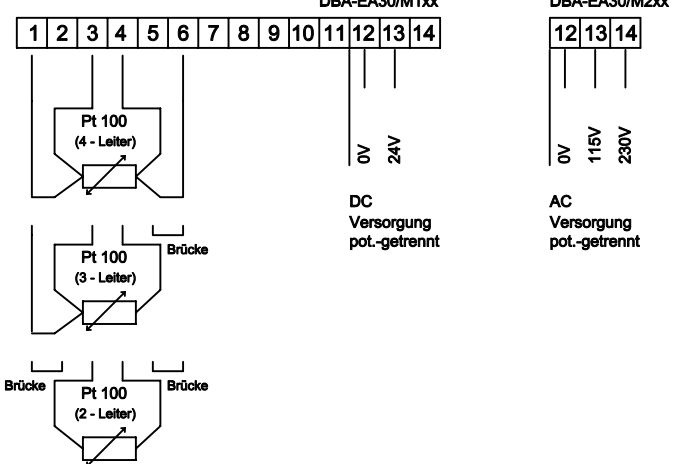 DBA-EA30/M1xx
DBA-EA30/M2xx
1 2 3 4 5 6 7 8 9 10 11 12 13 14
12 13 14
Pt 100
(4 - Leiter)
0V
24V
0V
115V
230V
DC
Versorgung
pot.-getrennt
AC
Versorgung
pot.-getrennt
Brücke
Pt 100
(3 - Leiter)
Brücke
Brücke
Pt 100
(2 - Leiter)